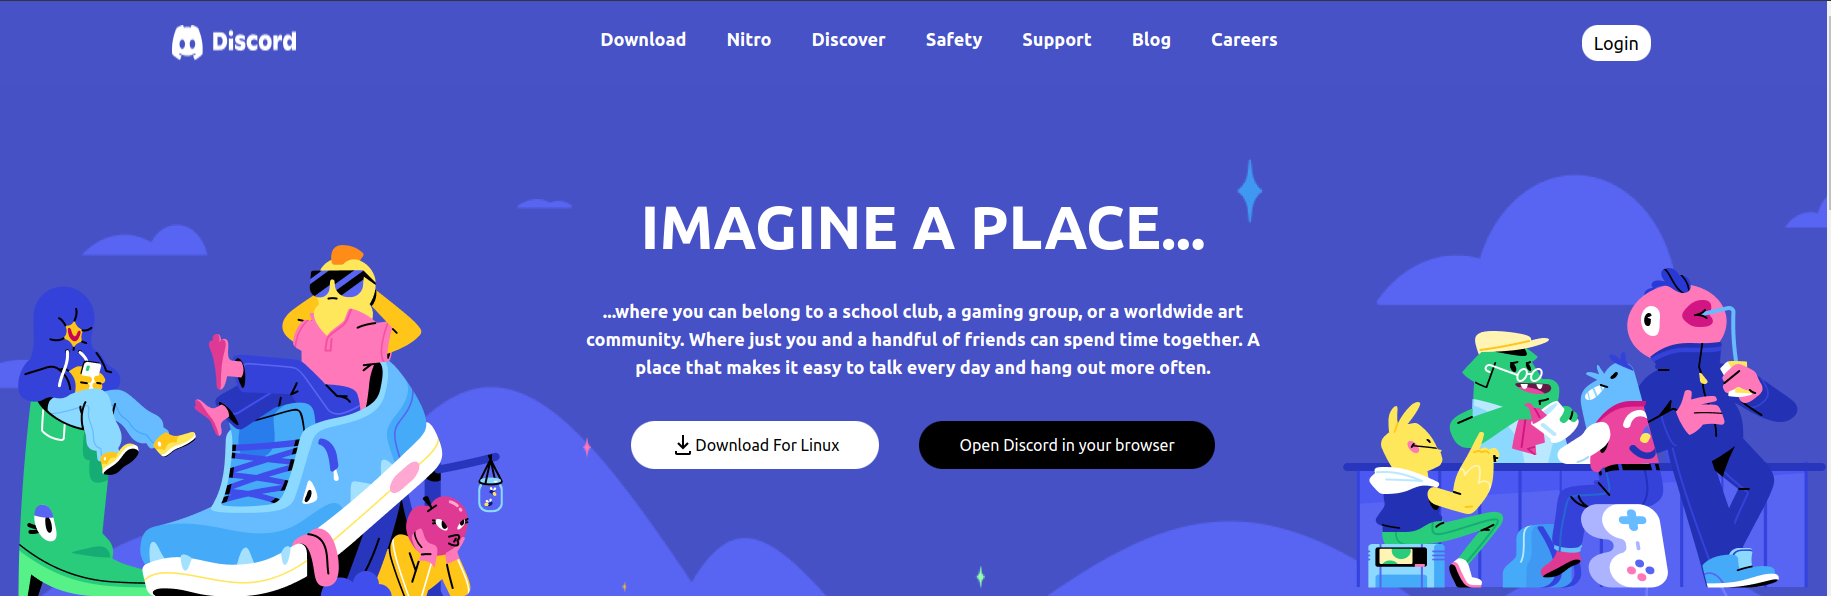 Discord
Download Nitro Discover Safety Support Blog Careers
Login
IMAGINE A PLACE...
...where you can belong to a school club, a gaming group, or a worldwide art
community. Where just you and a handful of friends can spend time together. A
place that makes it easy to talk every day and hang out more often.
Download For Linux
Open Discord in your browser